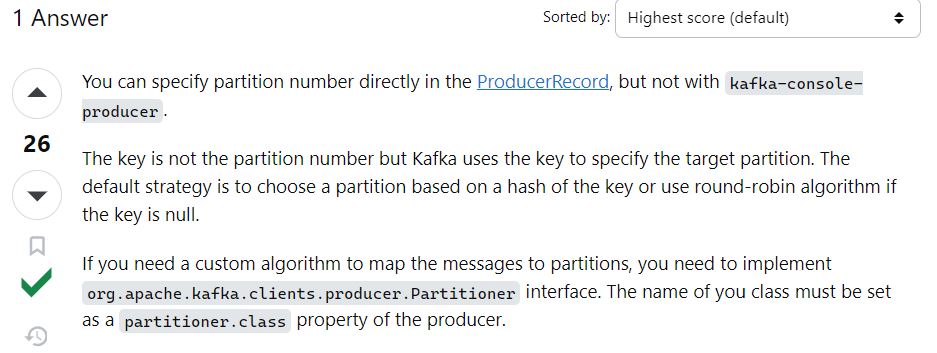 1 Answer
Sorted by:
Highest score (default)
You can specify partition number directly in the ProducerRecord, but not with kafka-console-
producer.
26
The key is not the partition number but Kafka uses the key to specify the target partition. The
default strategy is to choose a partition based on a hash of the key or use round-robin algorithm if
the key is null.
If you need a custom algorithm to map the messages to partitions, you need to implement
org.apache.kafka.clients.producer.Partitioner interface. The name of you class must be set
as a partitioner.class property of the producer.